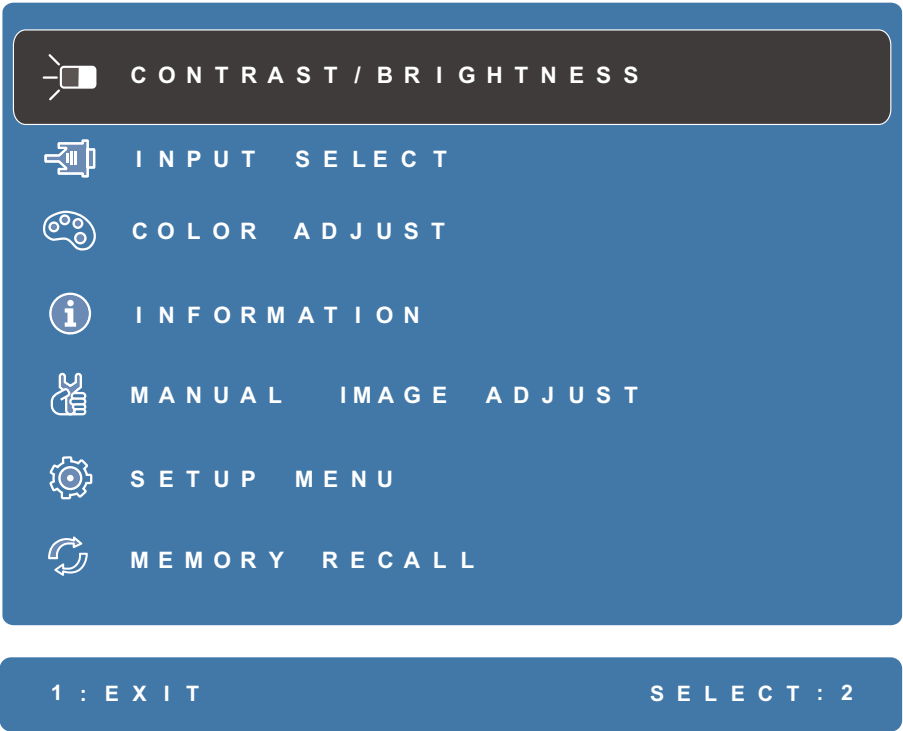 CONTRAST/BRIGHTNESS
INPUT SELECT
COLOR ADJUST
INFORMATION
MANUAL IMAGE ADJUST
SETUP MENU
MEMORY RECALL
1:EXIT SELECT:2